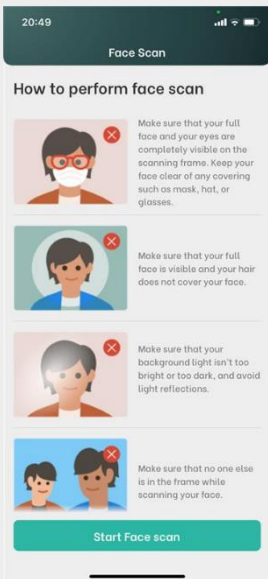 20:49
Face Scan
How to perform face scan
Make sure that your full
face and your eyes are
completely visible on the
scanning frame. Keep your
face clear of any covering
such as mask, hat, or
glasses.
Make sure that your full
face is visible and your hair
does not cover your face.
Make sure that your
background light isn't too
bright or too dark, and avoid
light reflections.
Make sure that no one else
is in the frame while
scanning your face.
Start Face scan